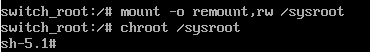 switch_root:/# mount -o remount,rw /sysroot
switch_root:/# chroot /sysroot
sh-5.1#